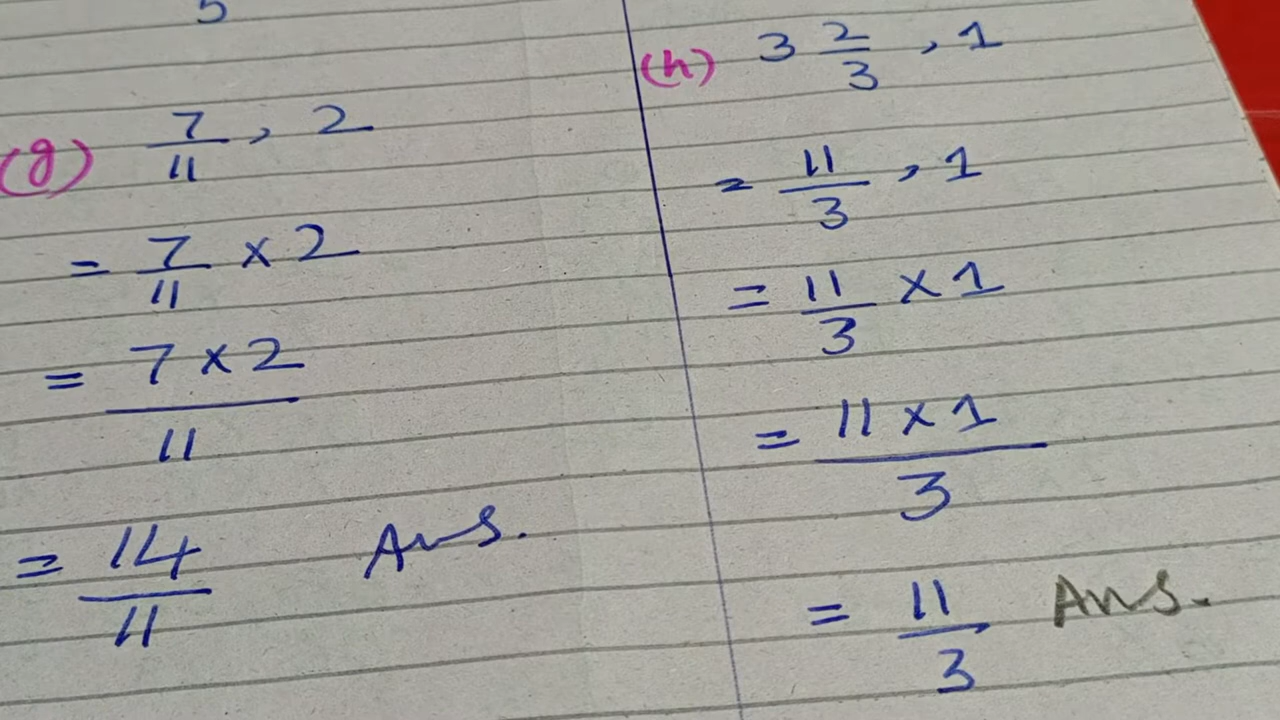 5
(g) 7/11, 2
= 7/11 × 2
= 7 × 2/11
= 14/11 Ans.
(h) 3 2/3, 1
= 11/3, 1
= 11/3 × 1
= 11 × 1/3
= 11/3 Ans.